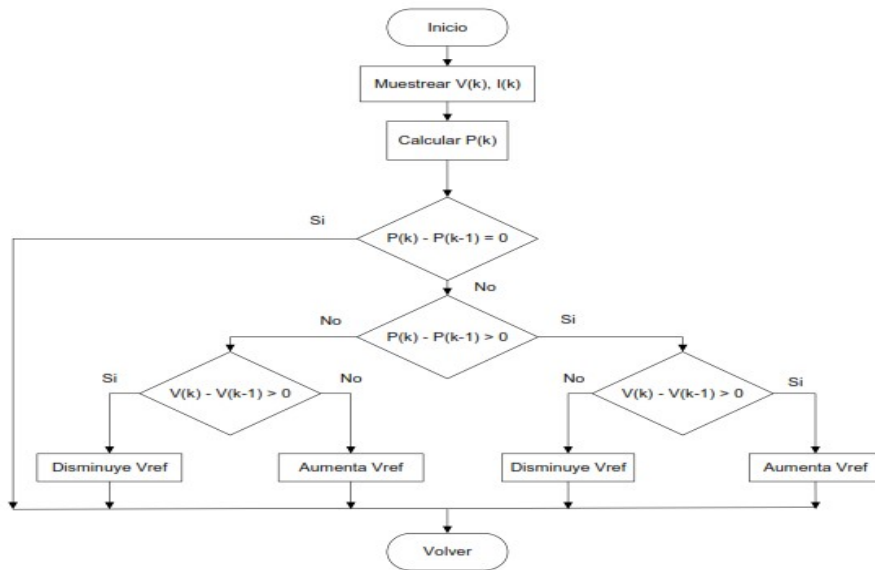 Inicio
Muestrear V(k), I(k)
Calcular P(k)
Si
P(k) - P(k-1) = 0
No
No
P(k) - P(k-1) > 0
Si
Si
V(k) - V(k-1) > 0
No
No
V(k) - V(k-1) > 0
Si
Disminuye Vref
Aumenta Vref
Disminuye Vref
Aumenta Vref
Volver